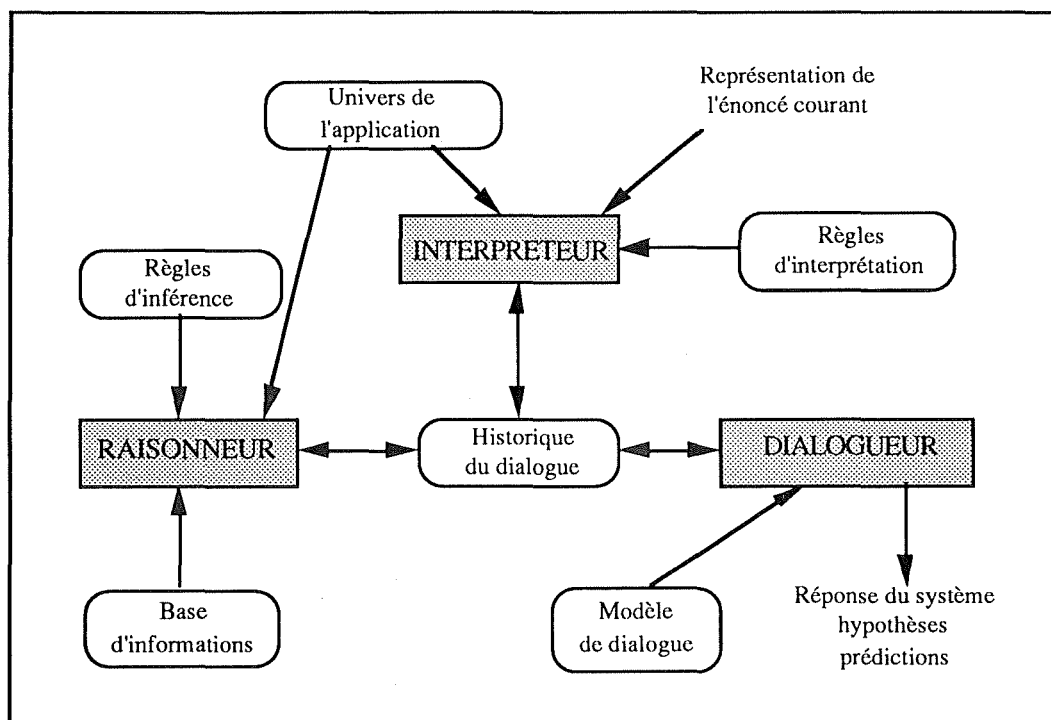 Représentation de
l'énoncé courant
Univers de
l'application
INTERPRETEUR
Règles
d'interprétation
Règles
d'inférence
RAISONNEUR
Historique
du dialogue
DIALOGUEUR
Base
d'informations
Modèle
de dialogue
Réponse du système
hypothèses
prédictions